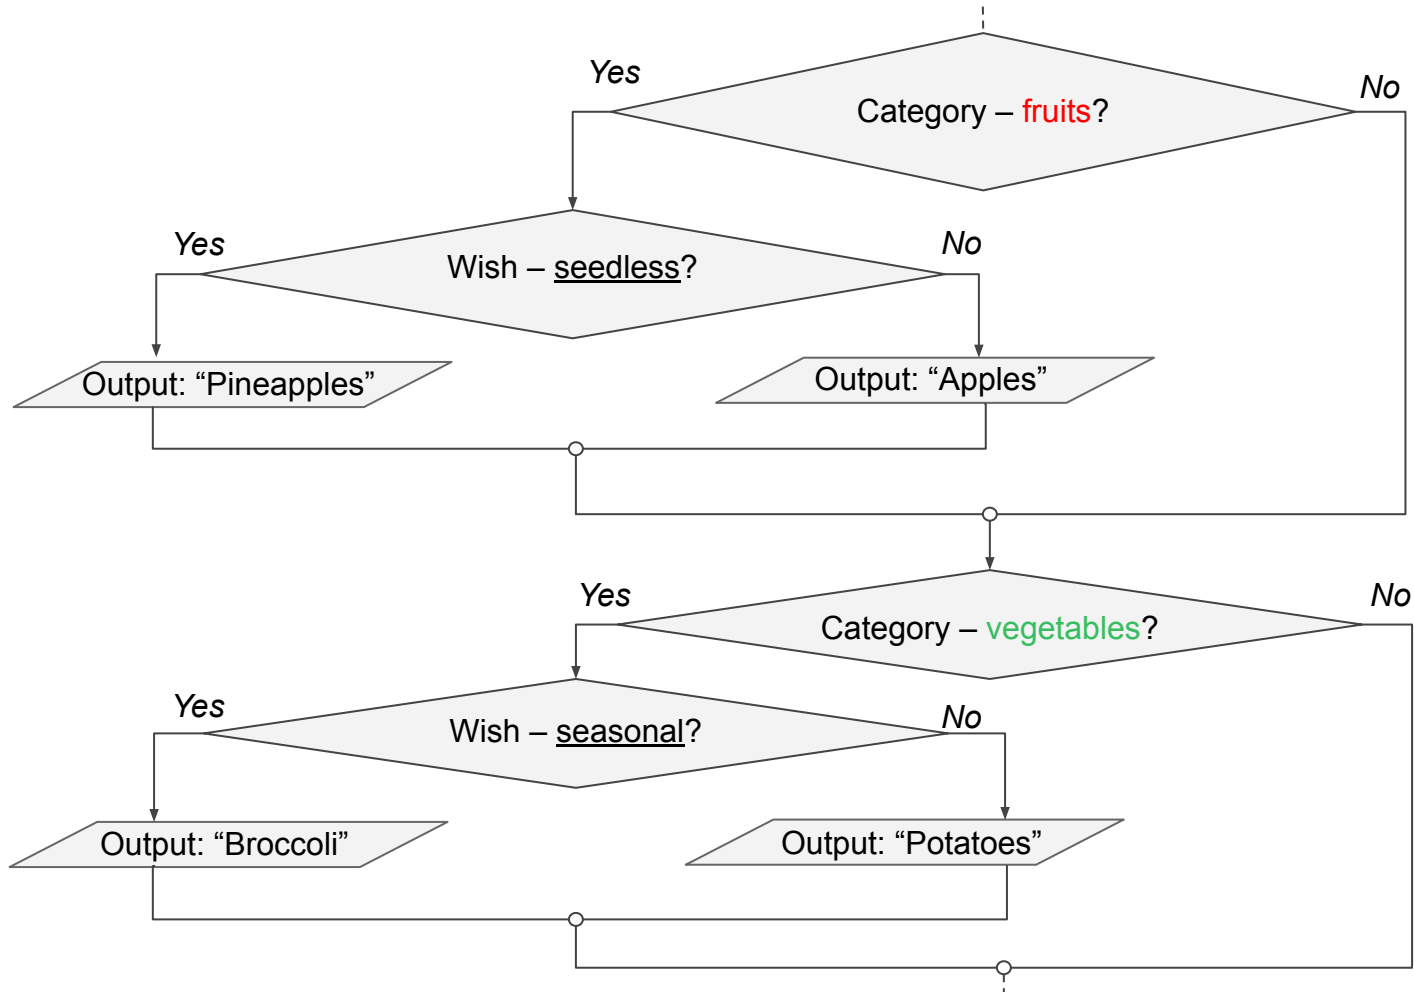 Yes
Category – fruits?
No
Yes
Wish – seedless?
No
Output: “Pineapples”
Output: “Apples”
Yes
Category – vegetables?
No
Yes
Wish – seasonal?
No
Output: “Broccoli”
Output: “Potatoes”